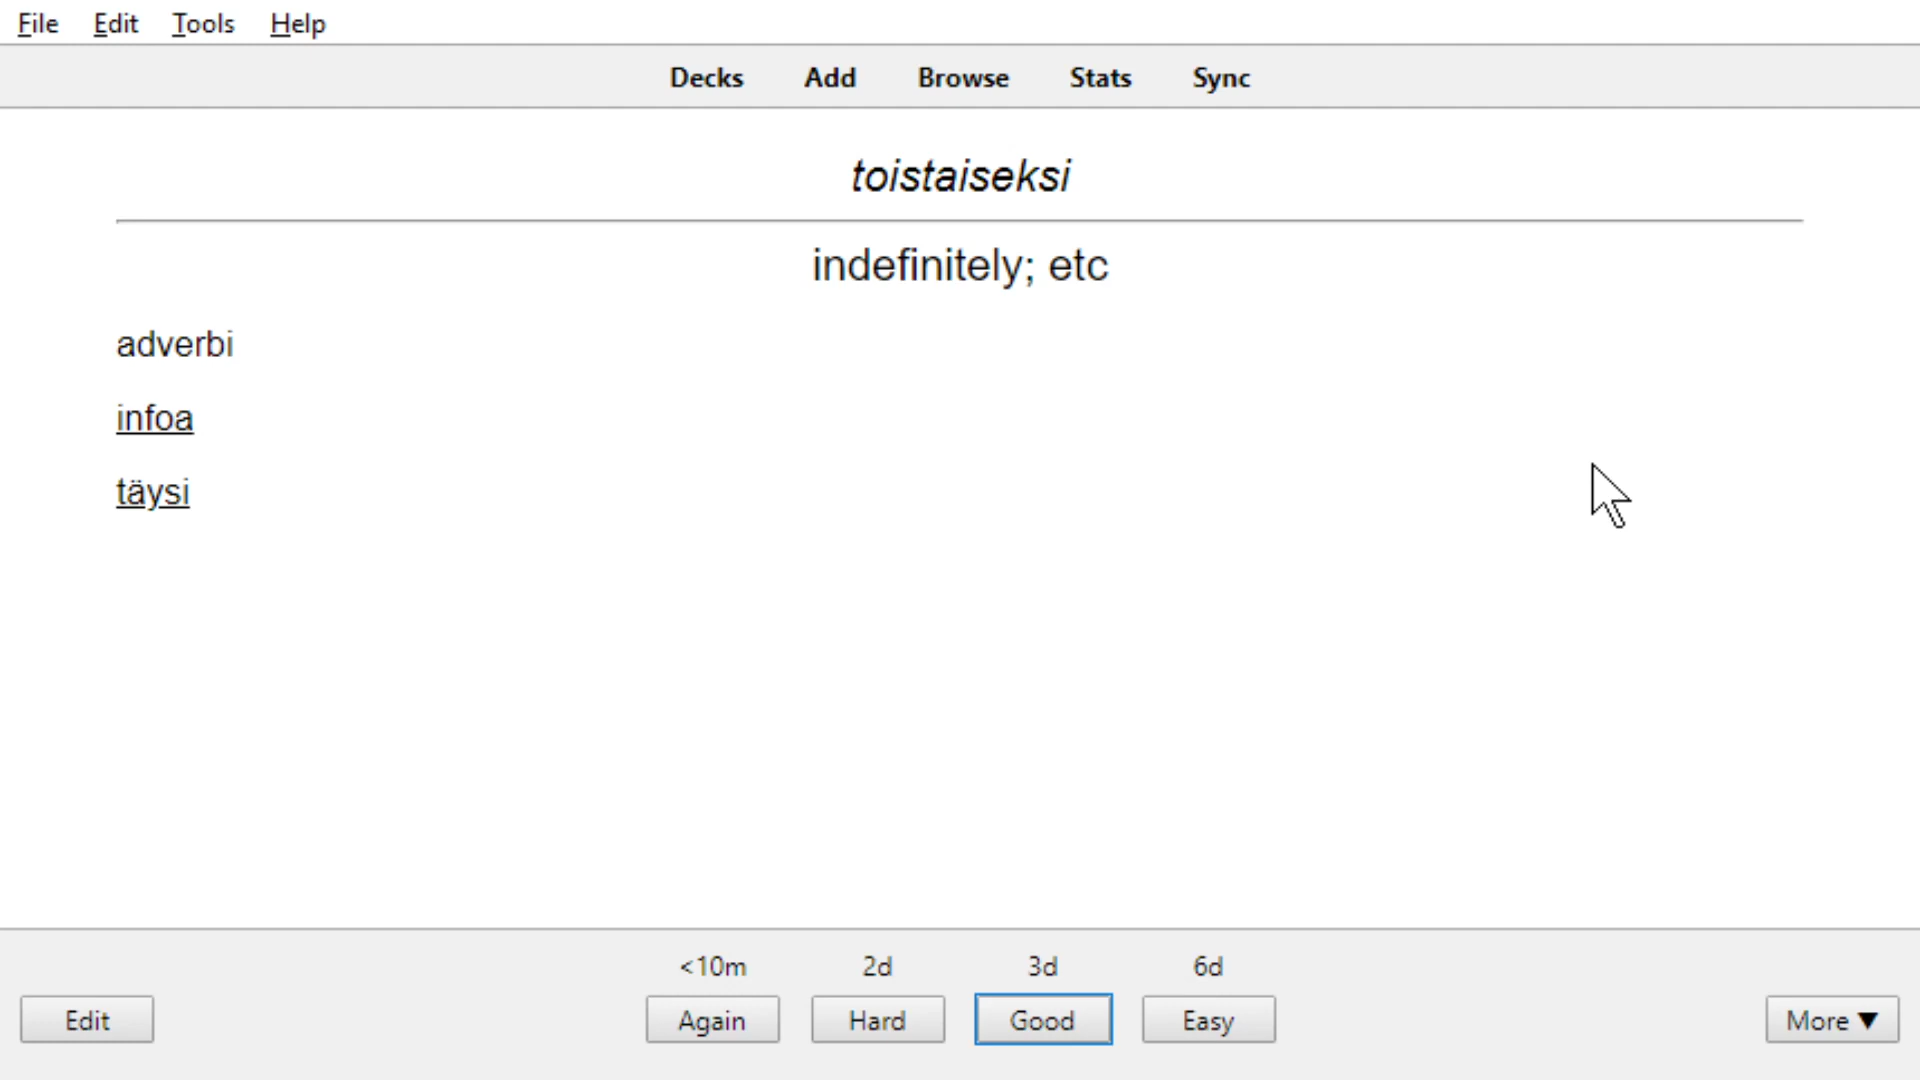 File Edit Tools Help
Decks Add Browse Stats Sync
toistaiseksi
indefinitely; etc
adverbi
infoa
täysi
<10m 2d 3d 6d
Edit Again Hard Good Easy More ▼